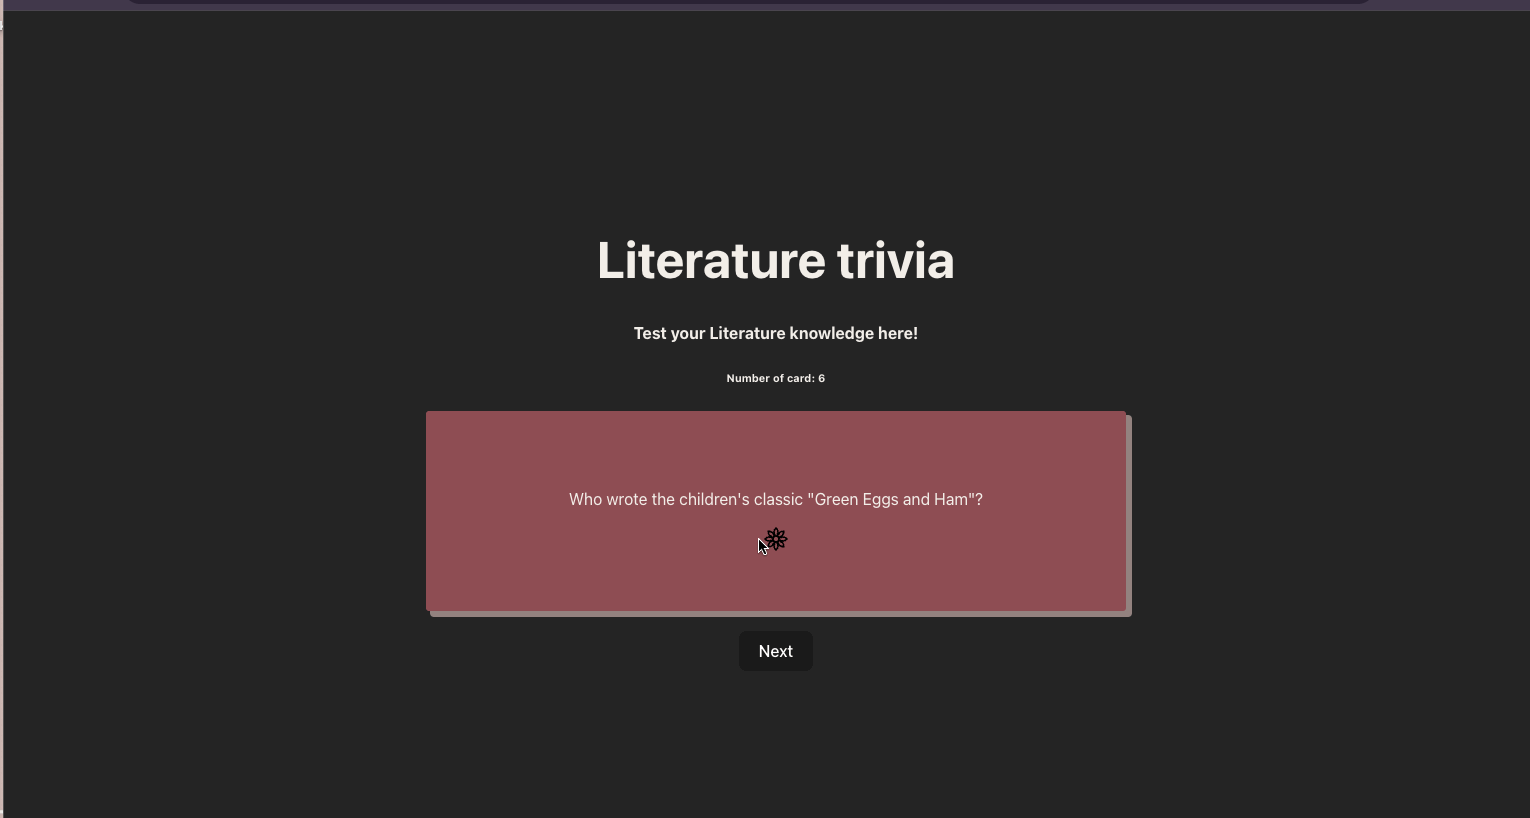 Literature trivia
Test your Literature knowledge here!
Number of card: 6
Who wrote the children's classic "Green Eggs and Ham"?
Next